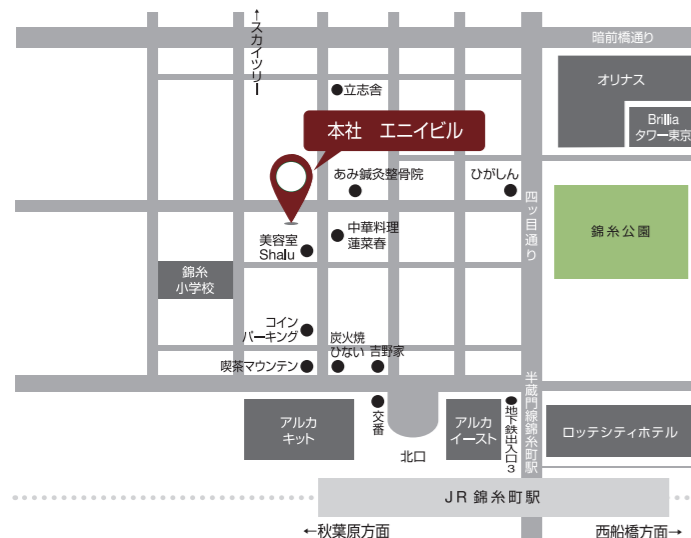 ←スカイツリー
暗前橋通り
オリナス
立志舎
Brillia
タワー東京
本社　エニイビル
あみ鍼灸整骨院
ひがしん
四ッ目通り
錦糸公園
中華料理
蓮菜春
美容室
Shalu
錦糸
小学校
コイン
パーキング
炭火焼
ひない
吉野家
喫茶マウンテン
半蔵門線錦糸町駅
地下鉄出入口3
交番
アルカ
キット
アルカ
イースト
ロッテシティホテル
北口
JR 錦糸町駅
←秋葉原方面
西船橋方面→